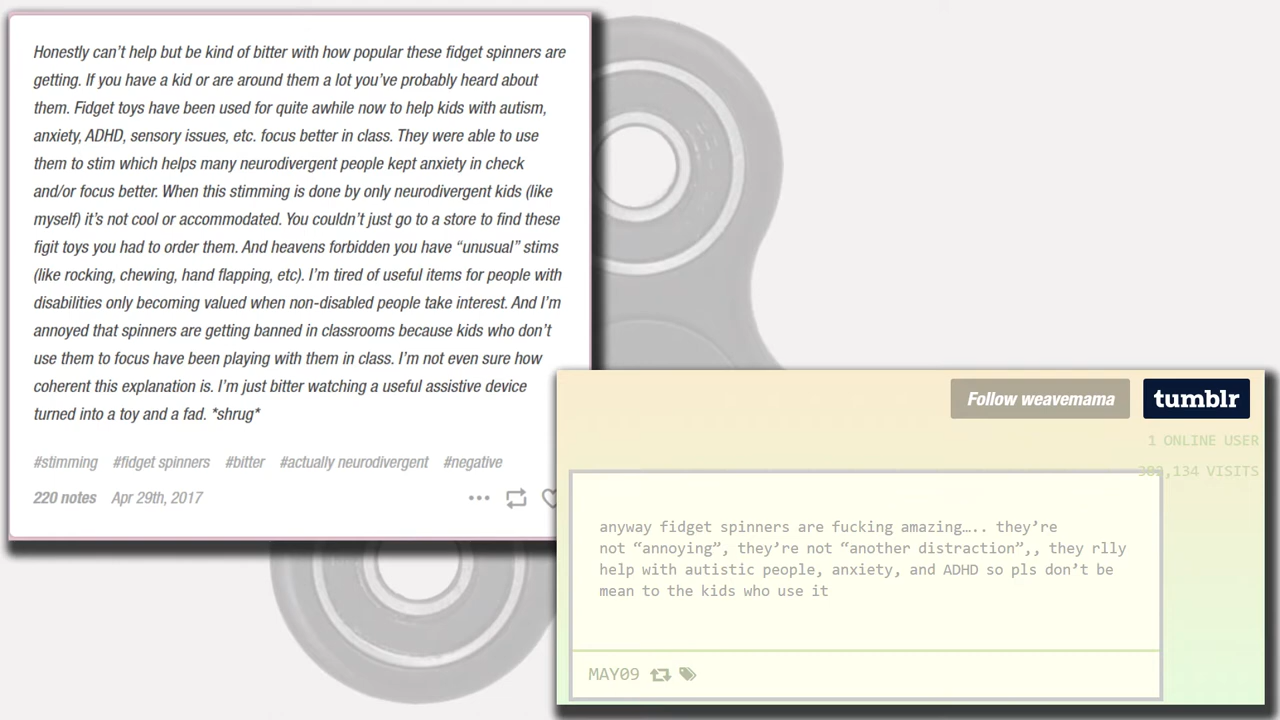 Honestly can't help but be kind of bitter with how popular these fidget spinners are
getting. If you have a kid or are around them a lot you've probably heard about
them. Fidget toys have been used for quite awhile now to help kids with autism,
anxiety, ADHD, sensory issues, etc. focus better in class. They were able to use
them to stim which helps many neurodivergent people kept anxiety in check
and/or focus better. When this stimming is done by only neurodivergent kids (like
myself) it's not cool or accommodated. You couldn't just go to a store to find these
figit toys you had to order them. And heavens forbidden you have “unusual” stims
(like rocking, chewing, hand flapping, etc). I'm tired of useful items for people with
disabilities only becoming valued when non-disabled people take interest. And I'm
annoyed that spinners are getting banned in classrooms because kids who don't
use them to focus have been playing with them in class. I'm not even sure how
coherent this explanation is. I'm just bitter watching a useful assistive device
turned into a toy and a fad. *shrug*
#stimming #fidget spinners #bitter #actually neurodivergent #negative
220 notes Apr 29th, 2017
Follow weavemama tumblr
1 ONLINE USER
134 VISITS
anyway fidget spinners are fucking amazing….. they're
not “annoying”, they're not “another distraction”,, they rlly
help with autistic people, anxiety, and ADHD so pls don't be
mean to the kids who use it
MAY09